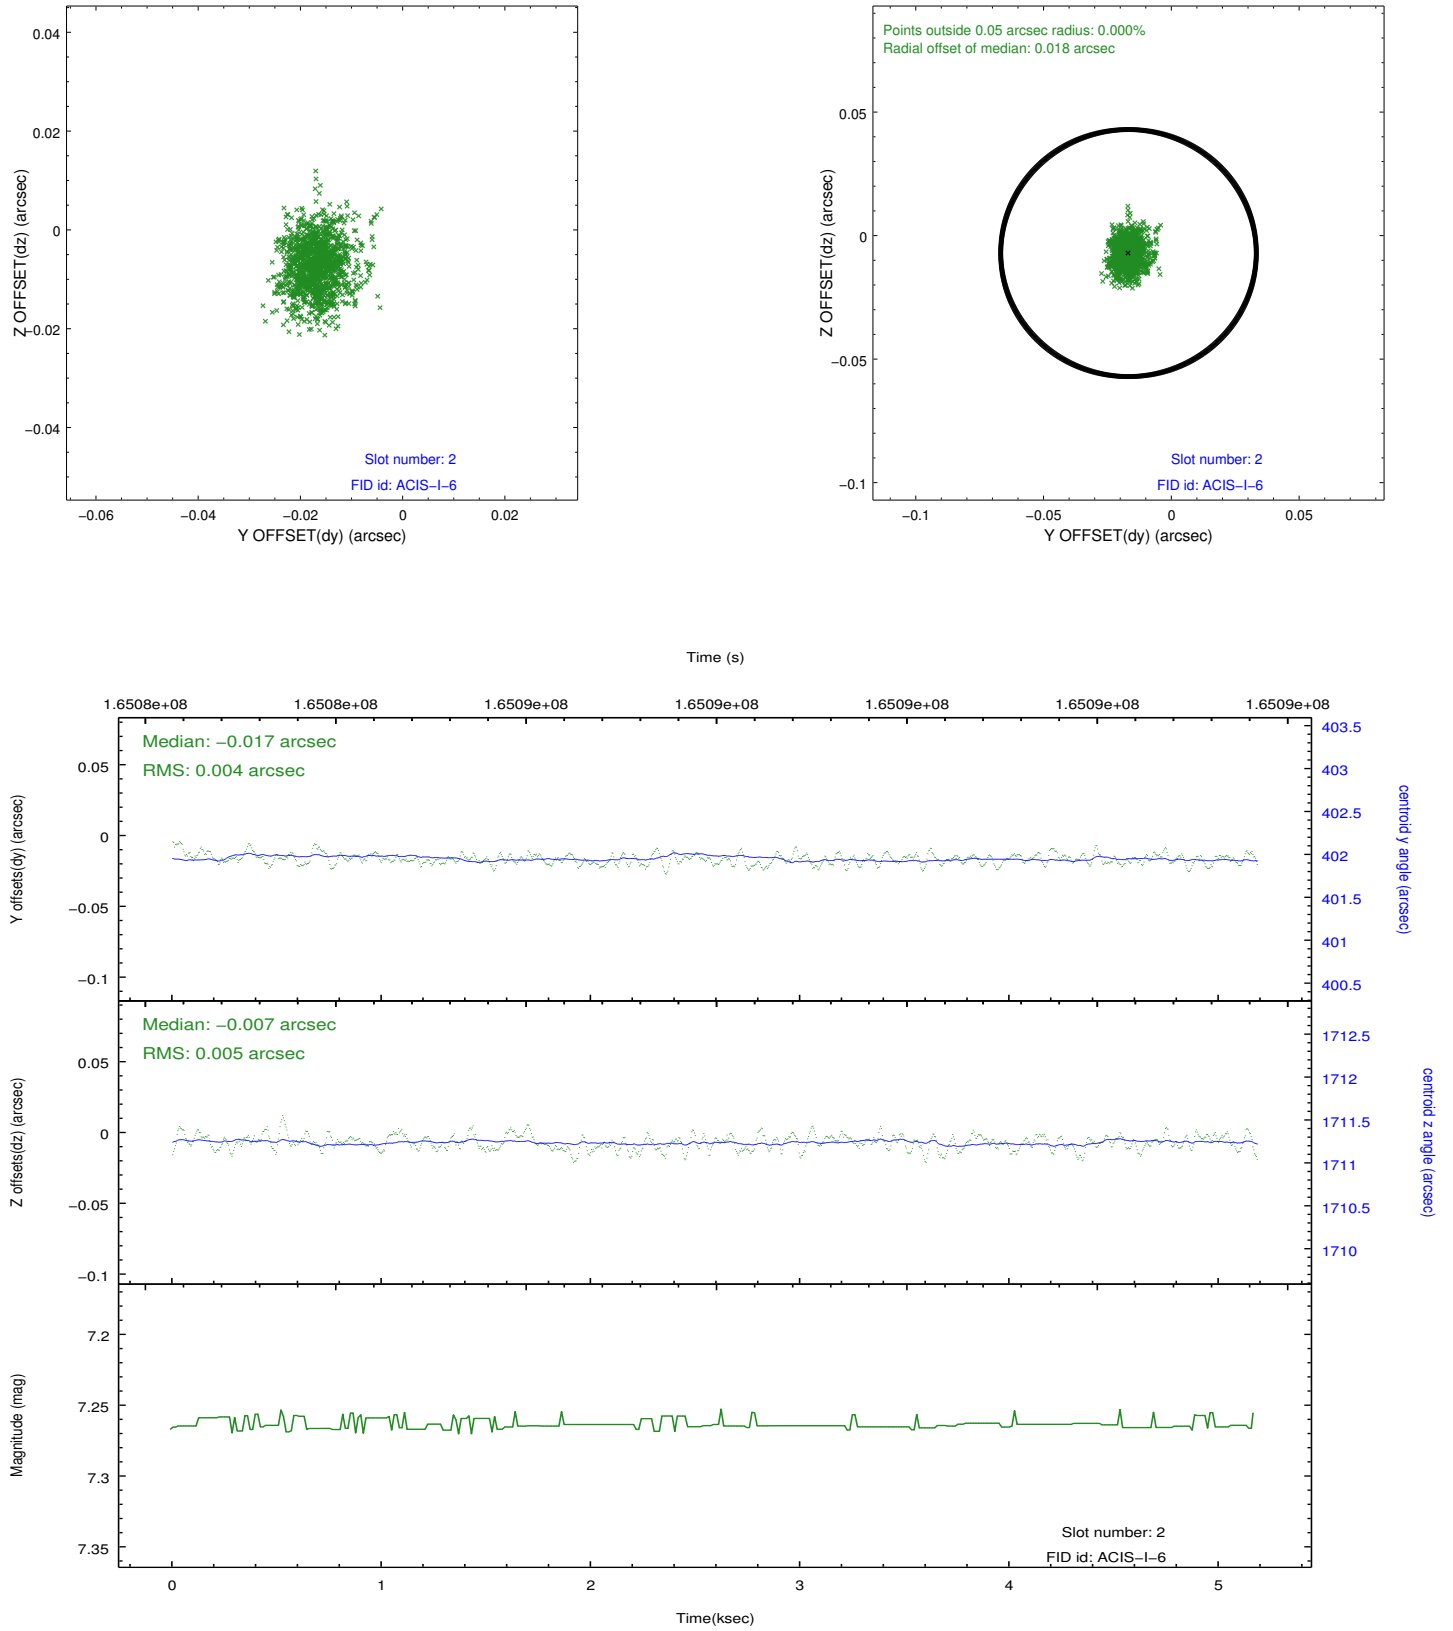 0.04
0.02
0
−0.02
−0.04
Z OFFSET(dz) (arcsec)
Slot number: 2
FID id: ACIS−I−6
−0.06
−0.04
−0.02
0
0.02
Y OFFSET(dy) (arcsec)
Points outside 0.05 arcsec radius: 0.000%
Radial offset of median: 0.018 arcsec
0.05
0
−0.05
−0.1
Z OFFSET(dz) (arcsec)
Slot number: 2
FID id: ACIS−I−6
−0.1
−0.05
0
0.05
Y OFFSET(dy) (arcsec)
Time (s)
1.6508e+08
1.6508e+08
1.6509e+08
1.6509e+08
1.6509e+08
1.6509e+08
1.6509e+08
Median: −0.017 arcsec
RMS: 0.004 arcsec
0.05
0
−0.05
−0.1
Y offsets(dy) (arcsec)
403.5
403
402.5
402
401.5
401
400.5
centroid y angle (arcsec)
Median: −0.007 arcsec
RMS: 0.005 arcsec
0.05
0
−0.05
−0.1
Z offsets(dz) (arcsec)
1712.5
1712
1711.5
1711
1710.5
1710
centroid z angle (arcsec)
7.2
7.25
7.3
7.35
Magnitude (mag)
Slot number: 2
FID id: ACIS−I−6
0
1
2
3
4
5
Time(ksec)